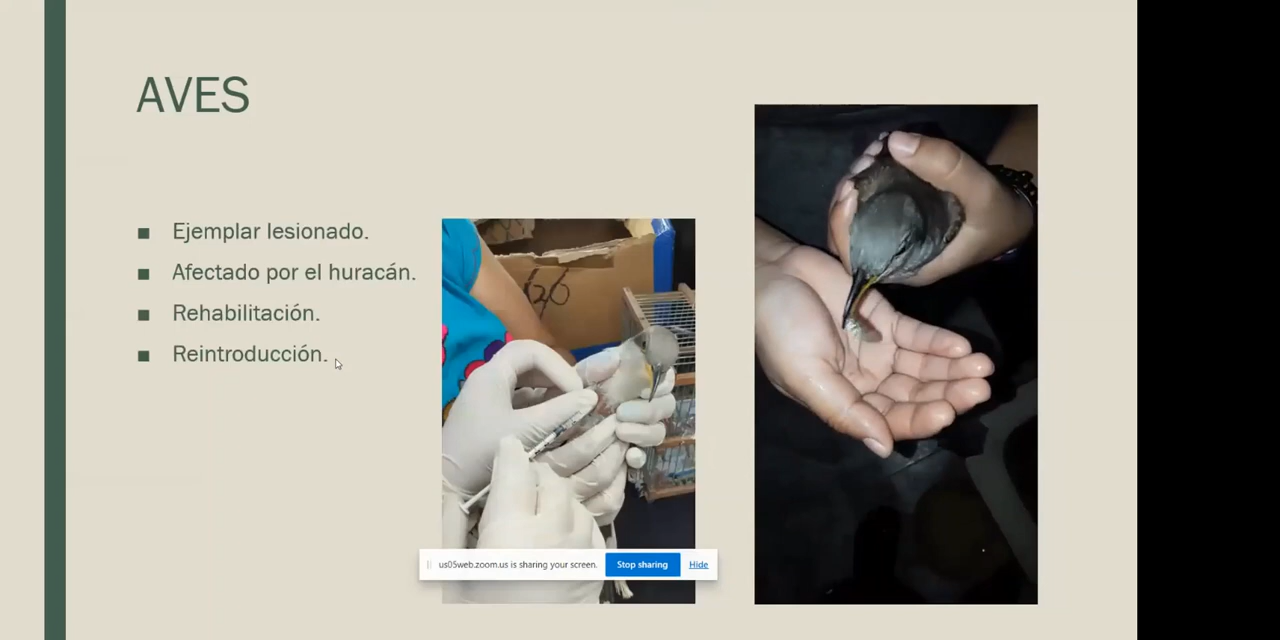 AVES
Ejemplar lesionado.
Afectado por el huracán.
Rehabilitación.
Reintroducción.
us05web.zoom.us is sharing your screen.
Stop sharing
Hide